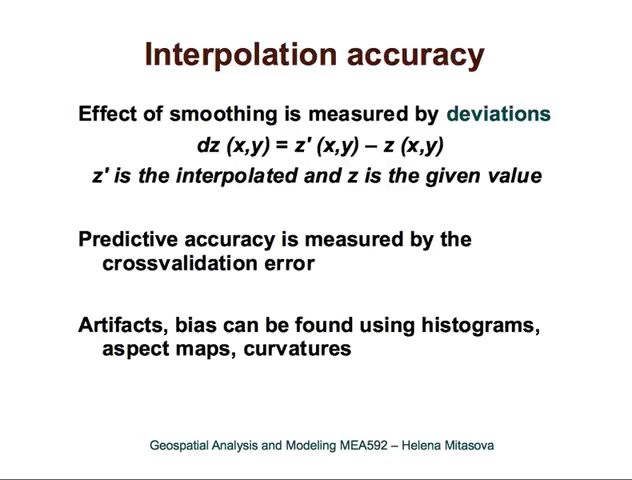 Interpolation accuracy
Effect of smoothing is measured by deviations
dz (x,y) = z' (x,y) – z (x,y)
z' is the interpolated and z is the given value
Predictive accuracy is measured by the
crossvalidation error
Artifacts, bias can be found using histograms,
aspect maps, curvatures
Geospatial Analysis and Modeling MEA592 – Helena Mitasova